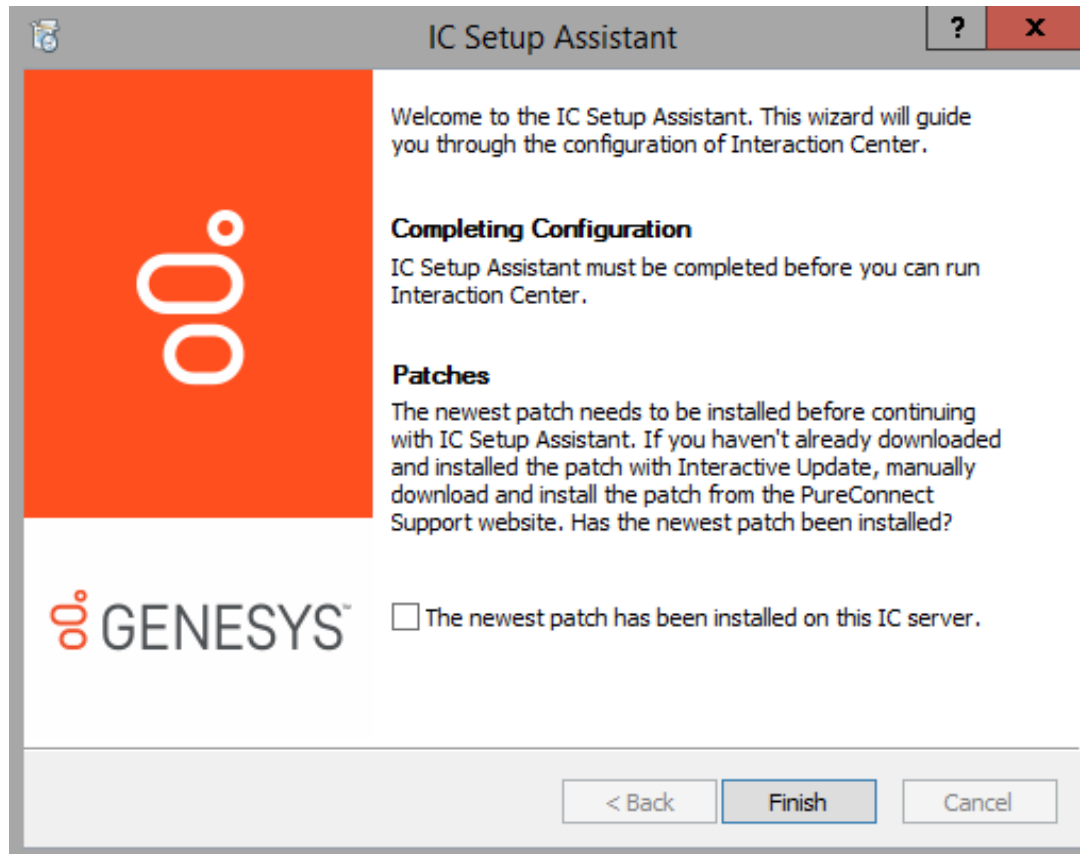 IC Setup Assistant
?
x
Welcome to the IC Setup Assistant. This wizard will guide
you through the configuration of Interaction Center.
Completing Configuration
IC Setup Assistant must be completed before you can run
Interaction Center.
Patches
The newest patch needs to be installed before continuing
with IC Setup Assistant. If you haven't already downloaded
and installed the patch with Interactive Update, manually
download and install the patch from the PureConnect
Support website. Has the newest patch been installed?
GENESYS™
The newest patch has been installed on this IC server.
< Back
Finish
Cancel